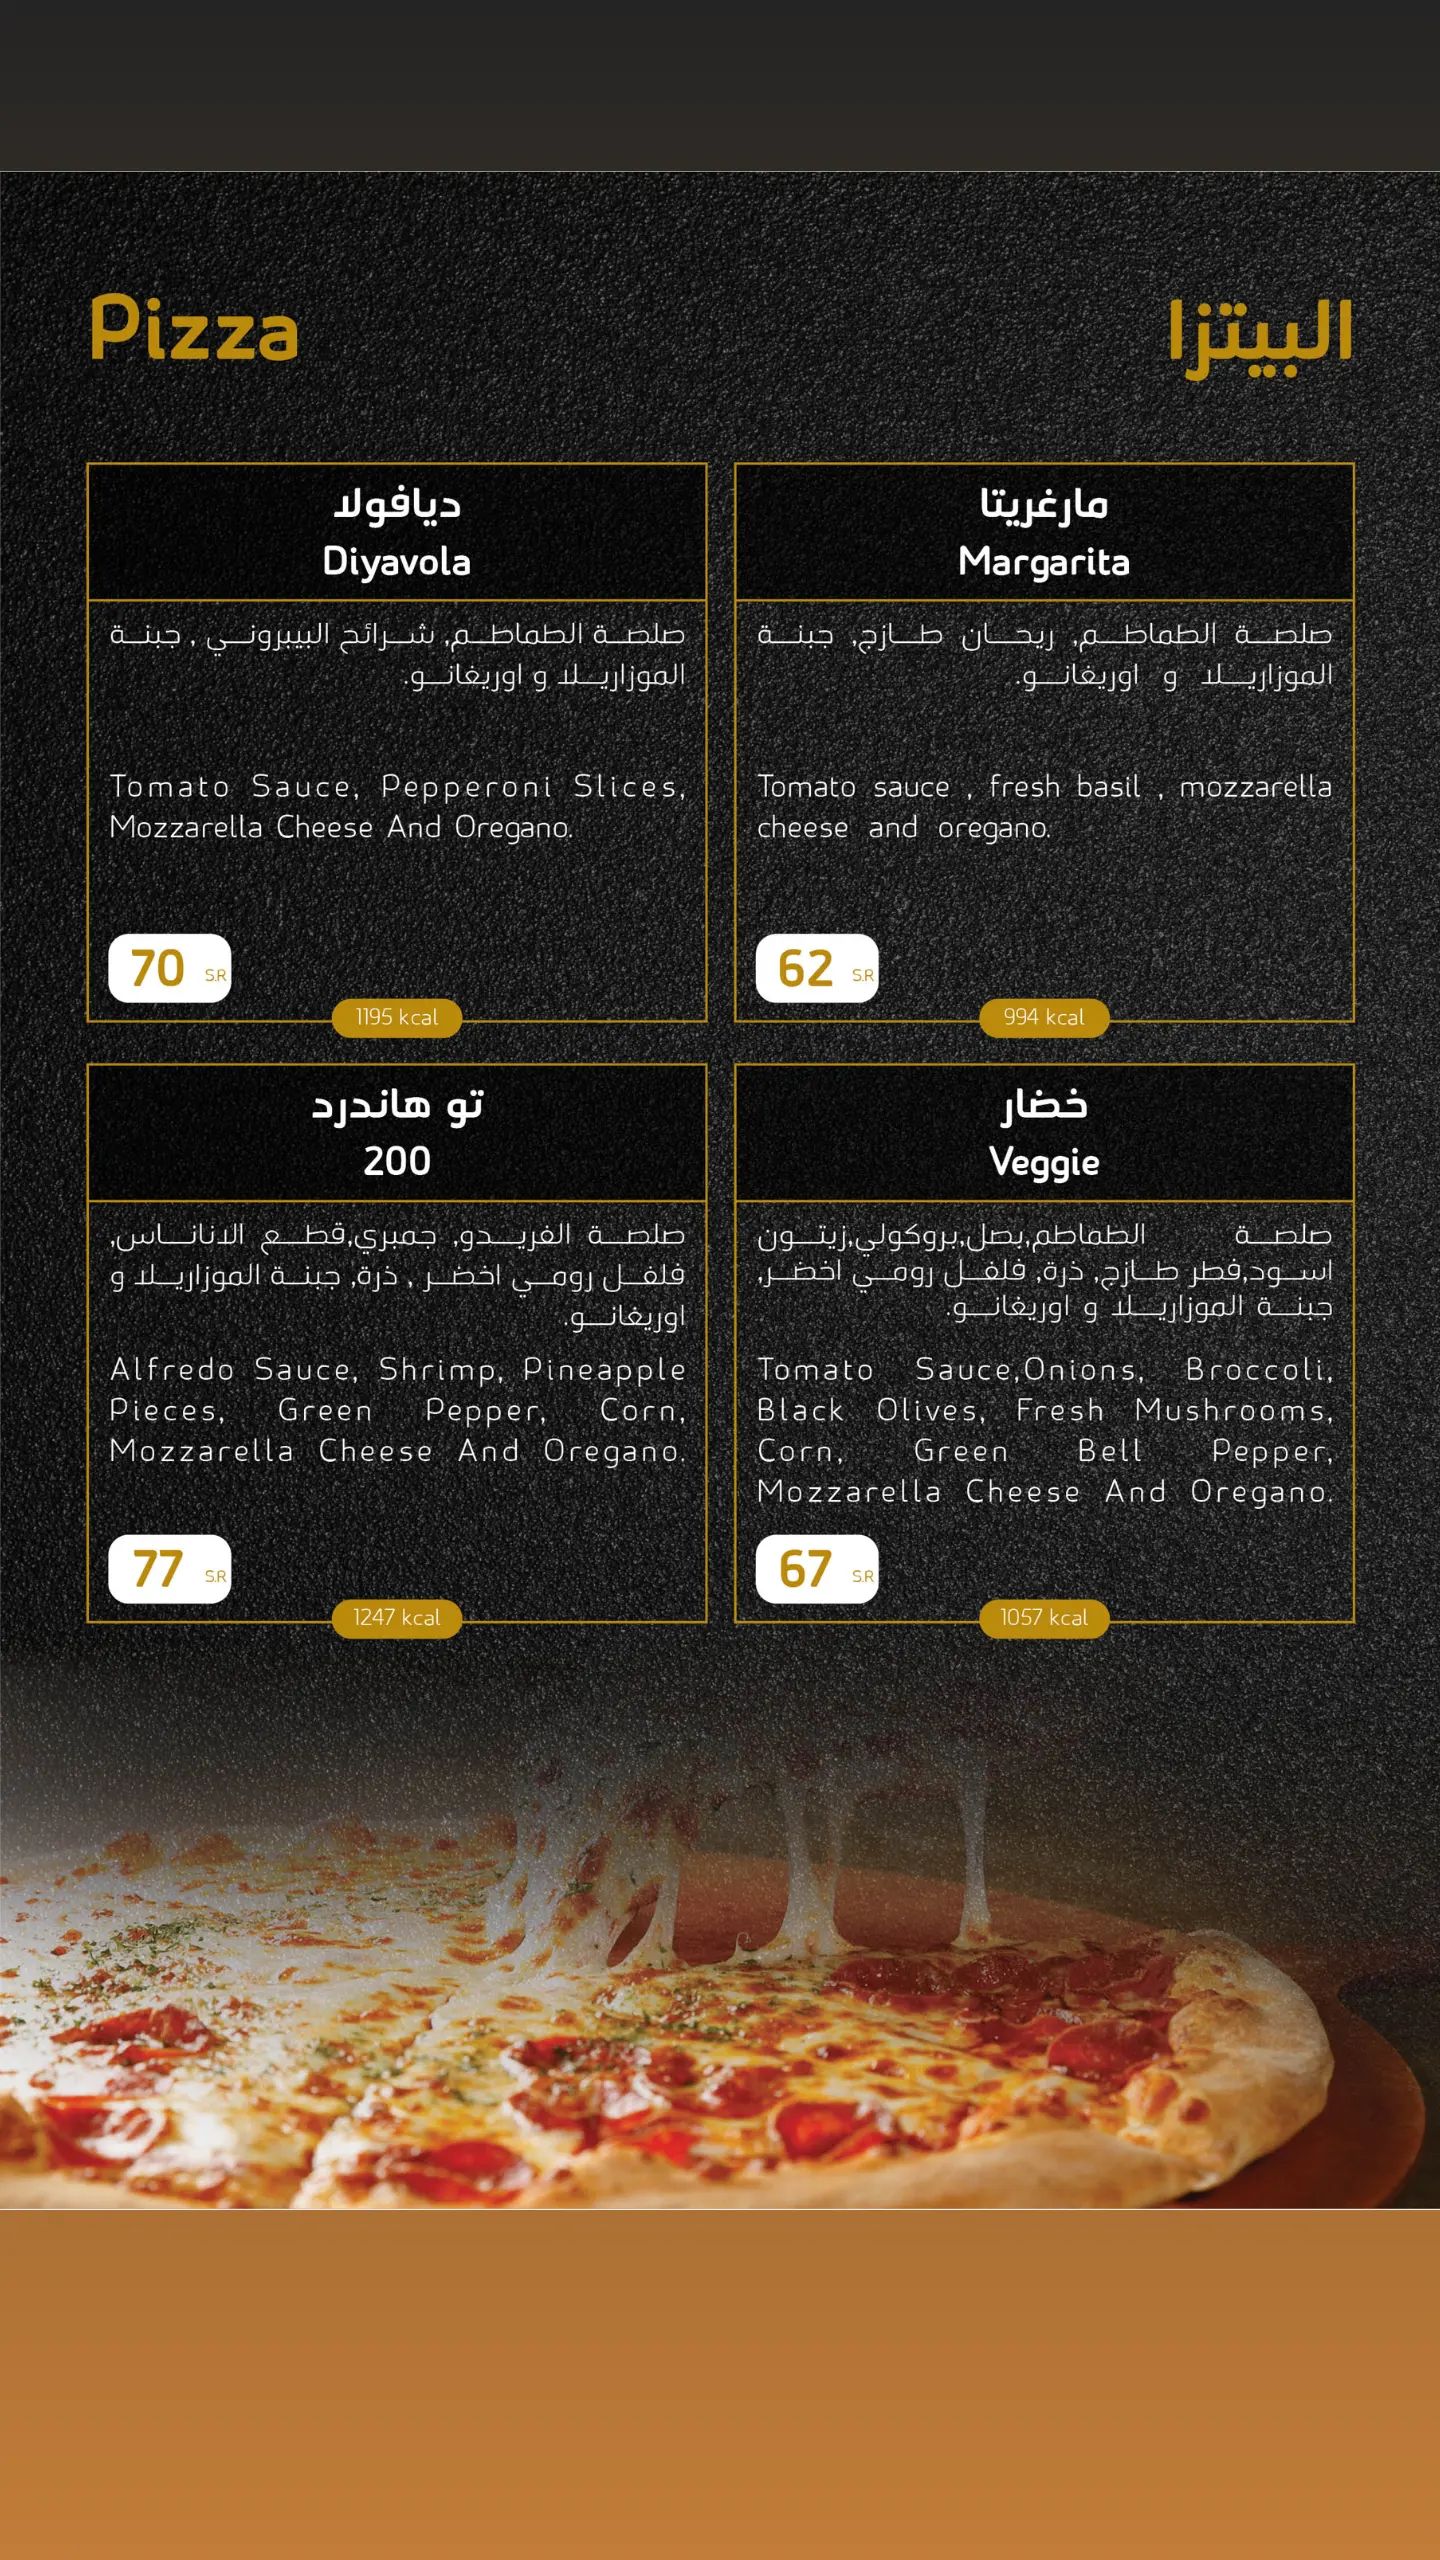 Pizza
البيتزا
ديافولا
Diyavola
صلصة الطماطم, شرائح البيبروني , جبنة
الموزاريلا و اوريغانو.
Tomato Sauce, Pepperoni Slices,
Mozzarella Cheese And Oregano.
70 S.R
1195 kcal
مارغريتا
Margarita
صلصة الطماطم, ريحان طازج, جبنة
الموزاريلا و اوريغانو.
Tomato sauce , fresh basil , mozzarella
cheese and oregano.
62 S.R
994 kcal
تو هاندرد
200
صلصة الفريدو, جمبري,قطع الاناناس,
فلفل رومي اخضر , ذرة, جبنة الموزاريلا و
اوريغانو.
Alfredo Sauce, Shrimp, Pineapple
Pieces, Green Pepper, Corn,
Mozzarella Cheese And Oregano.
77 S.R
1247 kcal
خضار
Veggie
صلصة الطماطم,بصل,بروكولي,زيتون
اسود,فطر طازج, ذرة, فلفل رومي اخضر,
جبنة الموزاريلا و اوريغانو.
Tomato Sauce,Onions, Broccoli,
Black Olives, Fresh Mushrooms,
Corn, Green Bell Pepper,
Mozzarella Cheese And Oregano.
67 S.R
1057 kcal